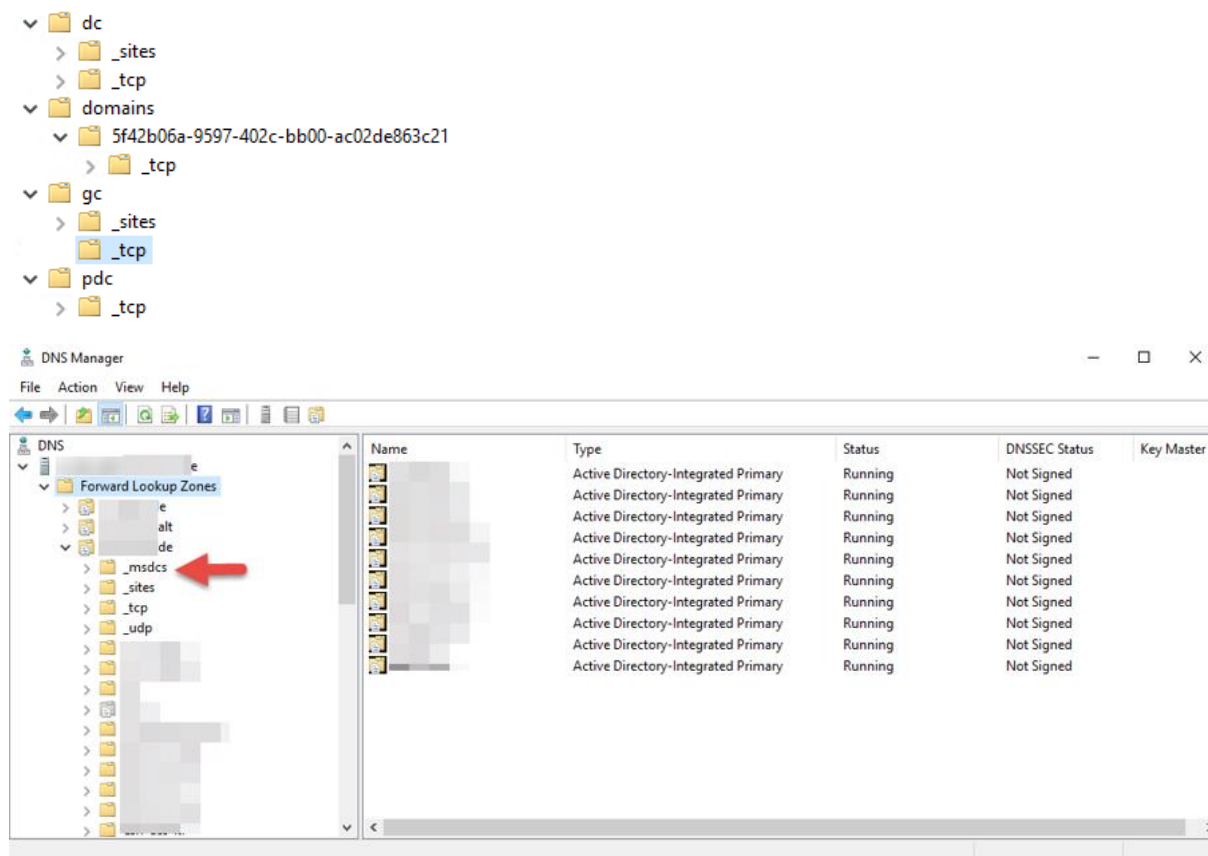 dc
_sites
_tcp
domains
5f42b06a-9597-402c-bb00-ac02de863c21
_tcp
gc
_sites
_tcp
pdc
_tcp
DNS Manager
File Action View Help
DNS
e
Forward Lookup Zones
e
alt
de
_msdcs
_sites
_tcp
_udp
Name Type Status DNSSEC Status Key Master
Active Directory-Integrated Primary Running Not Signed
Active Directory-Integrated Primary Running Not Signed
Active Directory-Integrated Primary Running Not Signed
Active Directory-Integrated Primary Running Not Signed
Active Directory-Integrated Primary Running Not Signed
Active Directory-Integrated Primary Running Not Signed
Active Directory-Integrated Primary Running Not Signed
Active Directory-Integrated Primary Running Not Signed
Active Directory-Integrated Primary Running Not Signed
Active Directory-Integrated Primary Running Not Signed